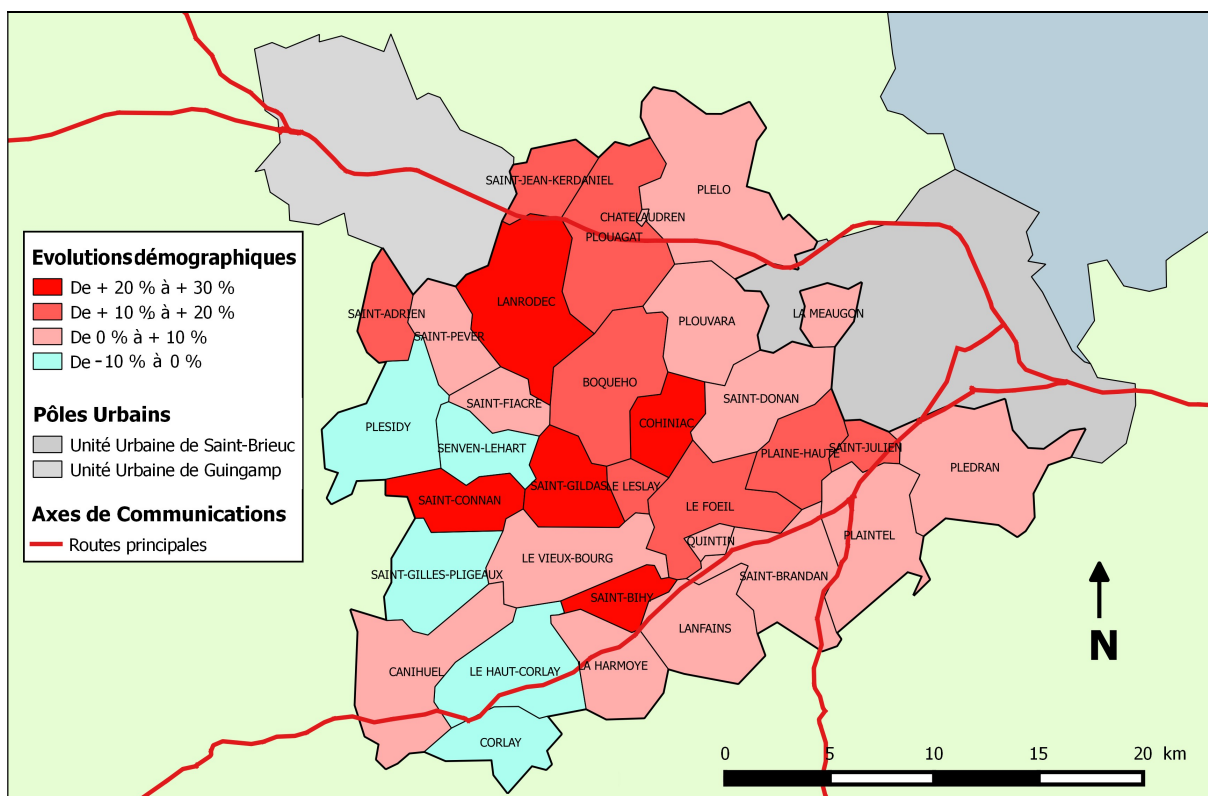 PLELO
SAINT-JEAN-KERDANIEL
CHATELAUDREN
PLOUAGAT
Evolutions démographiques
De + 20 % à + 30 %
De + 10 % à + 20 %
De 0 % à + 10 %
De -10 % à 0 %
Pôles Urbains
Unité Urbaine de Saint-Brieuc
Unité Urbaine de Guingamp
Axes de Communications
Routes principales
LANRODEC
SAINT-ADRIEN
LA MEAUGON
PLOUVARA
SAINT-PEVER
BOQUEHO
SAINT-FIACRE
SAINT-DONAN
COHINIAC
PLESIDY
SENVEN-LEHART
SAINT-JULIEN
PLAINE-HAUTE
PLEDRAN
SAINT-GILDAS
LE LESLAY
SAINT-CONNAN
LE FOEIL
PLAINTEL
QUINTIN
LE VIEUX-BOURG
SAINT-GILLES-PLIGEAUX
SAINT-BRANDAN
SAINT-BIHY
LANFAINS
N
LA HARMOYE
CANIHUEL
LE HAUT-CORLAY
CORLAY
0 5 10 15 20 km